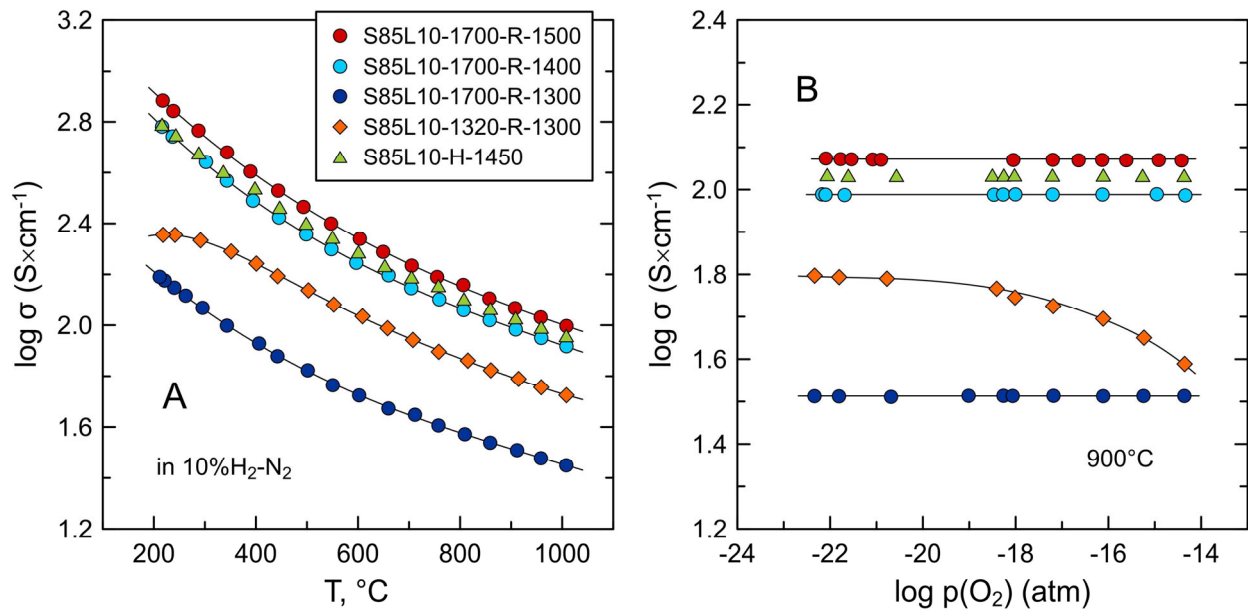 3.2
2.8
2.4
2.0
1.6
1.2
log σ (S×cm⁻¹)
S85L10-1700-R-1500
S85L10-1700-R-1400
S85L10-1700-R-1300
S85L10-1320-R-1300
S85L10-H-1450
A
in 10%H₂-N₂
200 400 600 800 1000
T, °C
2.4
2.2
2.0
1.8
1.6
1.4
1.2
log σ (S×cm⁻¹)
B
900°C
-24 -22 -20 -18 -16 -14
log p(O₂) (atm)